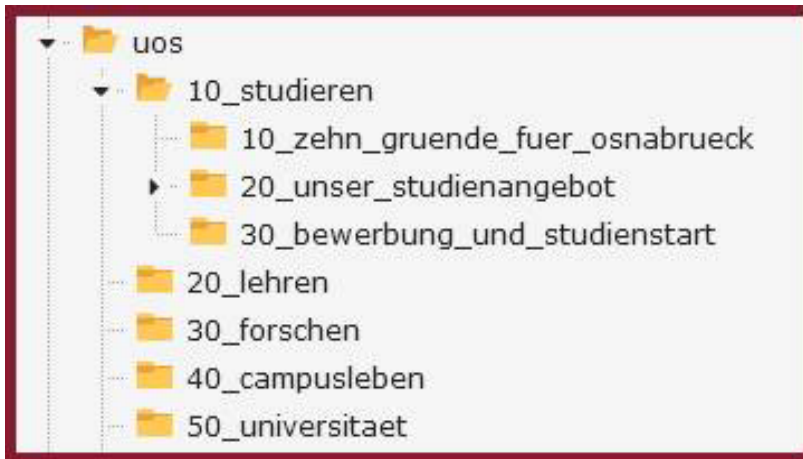 uos
10_studieren
10_zehn_gruende_fuer_osnabrueck
20_unser_studienangebot
30_bewerbung_und_studienstart
20_lehren
30_forschen
40_campusleben
50_universitaet